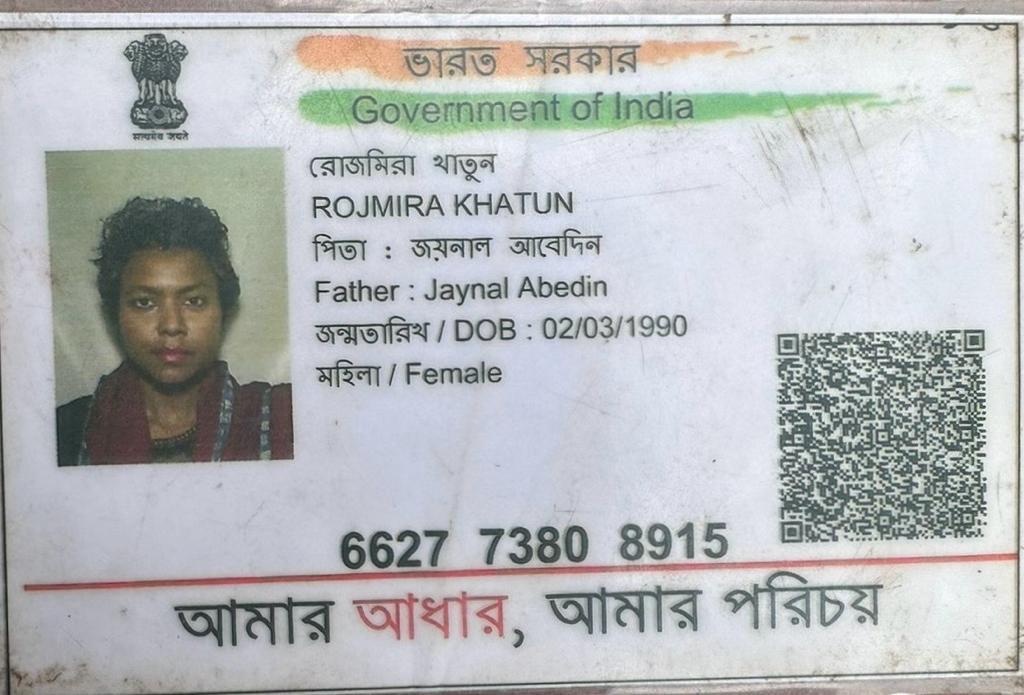 ভারত সরকার
Government of India
सत्यमेव जयते
রোজমিরা খাতুন
ROJMIRA KHATUN
পিতা : জয়নাল আবেদিন
Father : Jaynal Abedin
জন্মতারিখ / DOB : 02/03/1990
মহিলা / Female
6627 7380 8915
আমার আধার, আমার পরিচয়